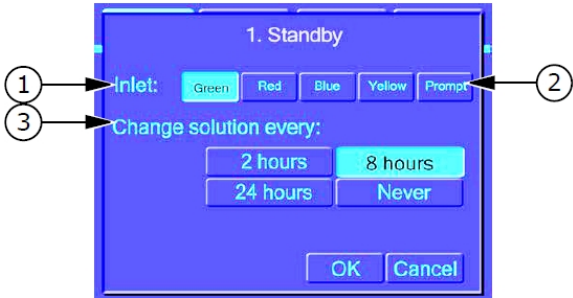 1. Standby
1 Inlet: Green Red Blue Yellow Prompt 2
3 Change solution every:
2 hours 8 hours
24 hours Never
OK Cancel